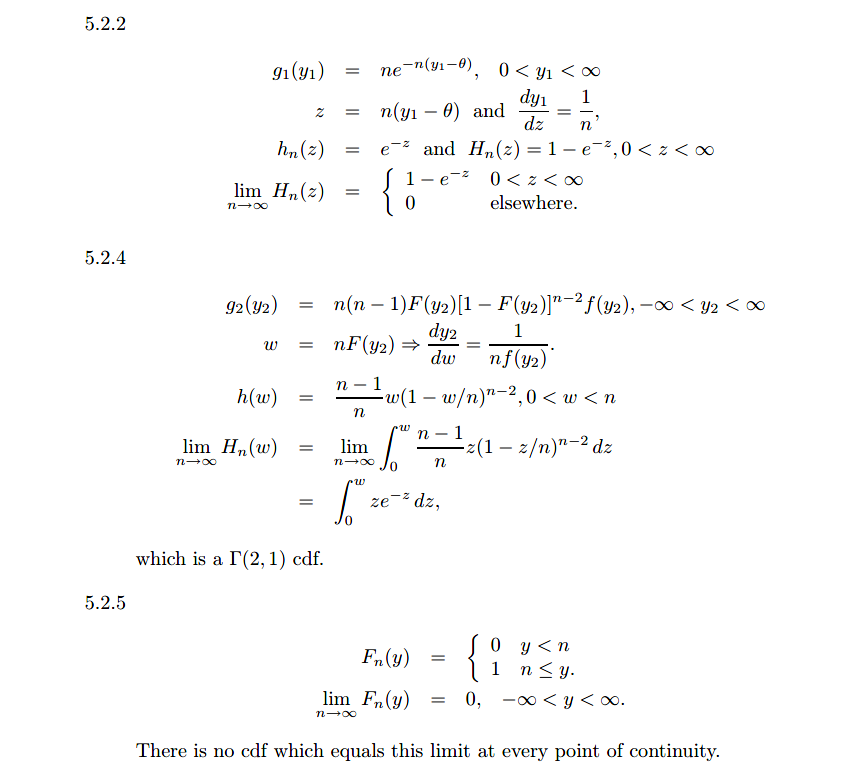 5.2.2
g₁(y₁) = ne^{−n(y₁−θ)}, 0 < y₁ < ∞
z = n(y₁ − θ) and dy₁/dz = 1/n,
hₙ(z) = e^{−z} and Hₙ(z) = 1 − e^{−z}, 0 < z < ∞
lim_{n→∞} Hₙ(z) = { 1 − e^{−z} 0 < z < ∞
0 elsewhere.
5.2.4
g₂(y₂) = n(n − 1)F(y₂)[1 − F(y₂)]^{n−2}f(y₂), −∞ < y₂ < ∞
w = nF(y₂) ⇒ dy₂/dw = 1/nf(y₂).
h(w) = n−1/n w(1 − w/n)^{n−2}, 0 < w < n
lim_{n→∞} Hₙ(w) = lim_{n→∞} ∫₀^w n−1/n z(1 − z/n)^{n−2} dz
= ∫₀^w ze^{−z} dz,
which is a Γ(2, 1) cdf.
5.2.5
Fₙ(y) = { 0 y < n
1 n ≤ y.
lim_{n→∞} Fₙ(y) = 0, −∞ < y < ∞.
There is no cdf which equals this limit at every point of continuity.